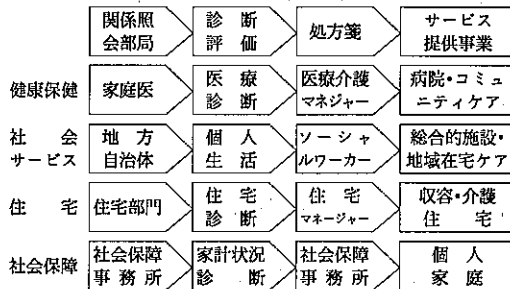 関係照 診断 処方箋 サービス
会部局 評価 提供事業
健康保健 家庭医 医療 医療介護 病院・コミュ
診断 マネジャー ニティケア
社会 地方 個人 ソーシャ 総合的施設・
サービス 自治体 生活 ルワーカー 地域在宅ケア
住宅 住宅部門 住宅 住宅 収容・介護
診断 マネージャー 住宅
社会保障 社会保障 家計状況 社会保障 個人
事務所 診断 事務所 家庭